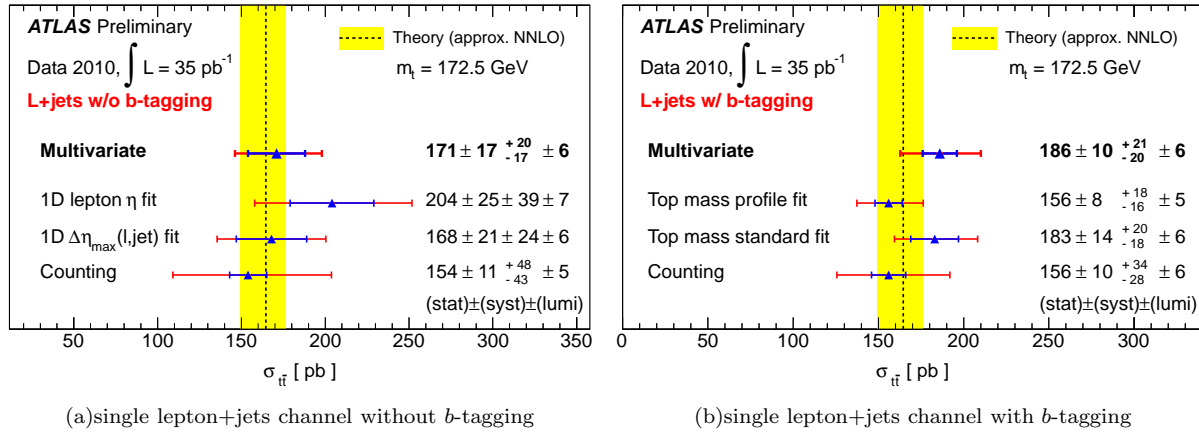 ATLAS Preliminary
Data 2010, ∫ L = 35 pb⁻¹
L+jets w/o b-tagging
Theory (approx. NNLO)
m_t = 172.5 GeV
Multivariate 171 ± 17 +20 -17 ± 6
1D lepton η fit 204 ± 25 ± 39 ± 7
1D Δη_max(l,jet) fit 168 ± 21 ± 24 ± 6
Counting 154 ± 11 +48 -43 ± 5
(stat)±(syst)±(lumi)
50 100 150 200 250 300 350
σ_tt̄ [ pb ]
(a)single lepton+jets channel without b-tagging
ATLAS Preliminary
Data 2010, ∫ L = 35 pb⁻¹
L+jets w/ b-tagging
Theory (approx. NNLO)
m_t = 172.5 GeV
Multivariate 186 ± 10 +21 -20 ± 6
Top mass profile fit 156 ± 8 +18 -16 ± 5
Top mass standard fit 183 ± 14 +20 -18 ± 6
Counting 156 ± 10 +34 -28 ± 6
(stat)±(syst)±(lumi)
0 50 100 150 200 250 300
σ_tt̄ [ pb ]
(b)single lepton+jets channel with b-tagging